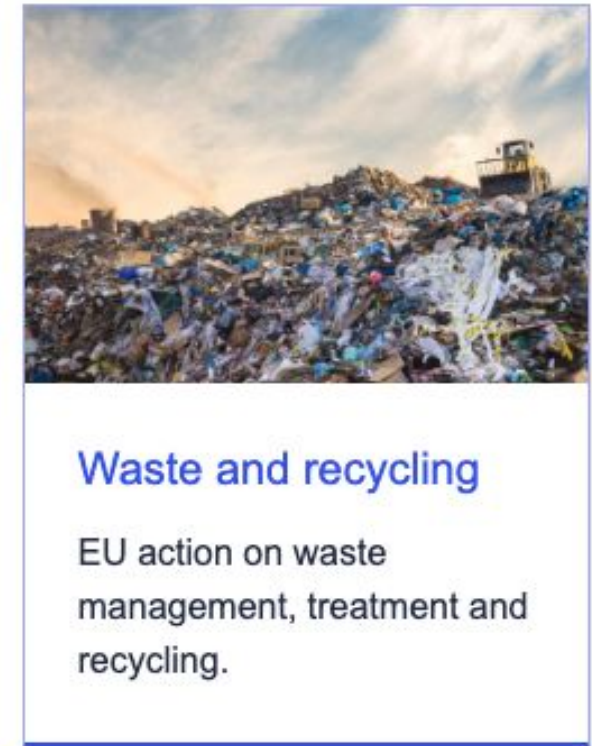 Waste and recycling
EU action on waste
management, treatment and
recycling.